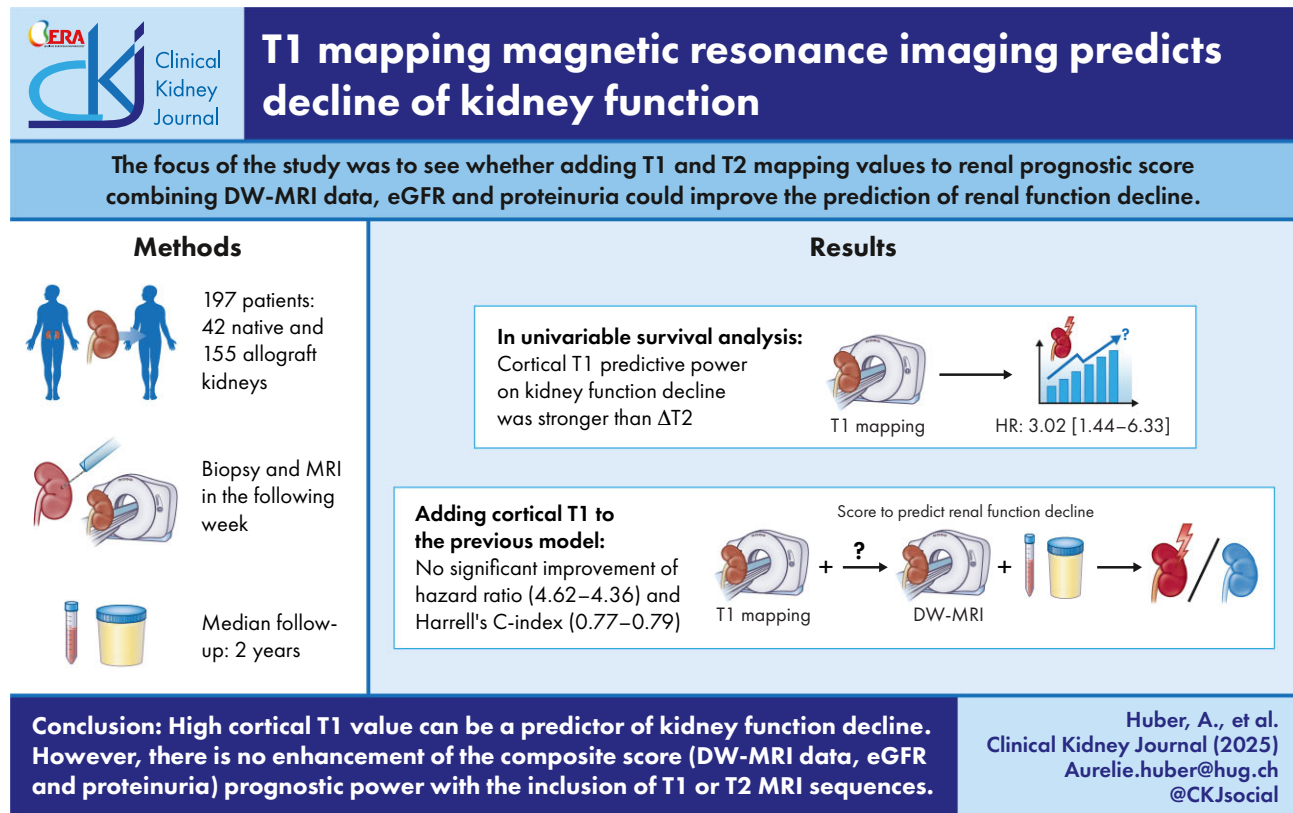 ERA
CKJ
Clinical
Kidney
Journal
T1 mapping magnetic resonance imaging predicts
decline of kidney function
The focus of the study was to see whether adding T1 and T2 mapping values to renal prognostic score
combining DW-MRI data, eGFR and proteinuria could improve the prediction of renal function decline.
Methods
197 patients:
42 native and
155 allograft
kidneys
Biopsy and MRI
in the following
week
Median follow-
up: 2 years
Results
In univariable survival analysis:
Cortical T1 predictive power
on kidney function decline
was stronger than ΔT2
T1 mapping
?
HR: 3.02 [1.44–6.33]
Adding cortical T1 to
the previous model:
No significant improvement of
hazard ratio (4.62–4.36) and
Harrell's C-index (0.77–0.79)
Score to predict renal function decline
T1 mapping
+
?
DW-MRI
+
/
Conclusion: High cortical T1 value can be a predictor of kidney function decline.
However, there is no enhancement of the composite score (DW-MRI data, eGFR
and proteinuria) prognostic power with the inclusion of T1 or T2 MRI sequences.
Huber, A., et al.
Clinical Kidney Journal (2025)
Aurelie.huber@hug.ch
@CKJsocial